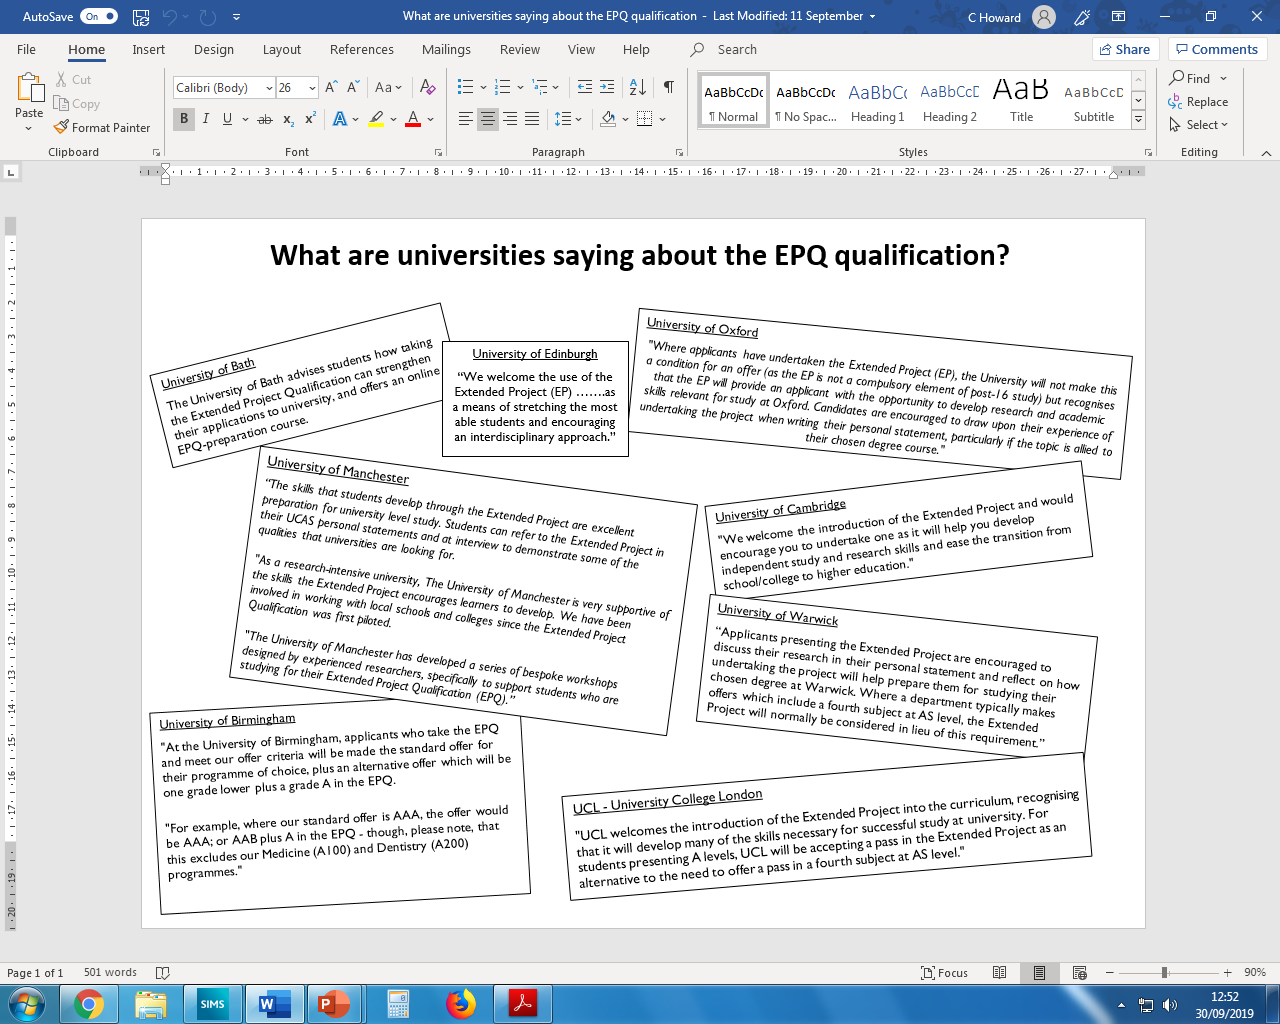 AutoSave On
What are universities saying about the EPQ qualification - Last Modified: 11 September
C Howard
File Home Insert Design Layout References Mailings Review View Help Search
Share Comments
Paste
Cut
Copy
Format Painter
Clipboard
Calibri (Body) 26
Font
Paragraph
AaBbCcDc AaBbCcDc AaBbCc AaBbCcD AaB AaBbCcD
¶ Normal ¶ No Spac... Heading 1 Heading 2 Title Subtitle
Styles
Find
Replace
Select
Editing
1 2 3 4 5 6 7 8 9 10 11 12 13 14 15 16 17 18 19 20 21 22 23 24 25 26 27
What are universities saying about the EPQ qualification?
University of Bath
The University of Bath advises students how taking
the Extended Project Qualification can strengthen
their applications to university, and offers an online
EPQ-preparation course.
University of Edinburgh
“We welcome the use of the
Extended Project (EP) …….as
a means of stretching the most
able students and encouraging
an interdisciplinary approach.”
University of Oxford
"Where applicants have undertaken the Extended Project (EP), the University will not make this
a condition for an offer (as the EP is not a compulsory element of post-16 study) but recognises
that the EP will provide an applicant with the opportunity to develop research and academic
skills relevant for study at Oxford. Candidates are encouraged to draw upon their experience of
undertaking the project when writing their personal statement, particularly if the topic is allied to
their chosen degree course."
University of Manchester
“The skills that students develop through the Extended Project are excellent
preparation for university level study. Students can refer to the Extended Project in
their UCAS personal statements and at interview to demonstrate some of the
qualities that universities are looking for.
"As a research-intensive university, The University of Manchester is very supportive of
the skills the Extended Project encourages learners to develop. We have been
involved in working with local schools and colleges since the Extended Project
Qualification was first piloted.
"The University of Manchester has developed a series of bespoke workshops
designed by experienced researchers, specifically to support students who are
studying for their Extended Project Qualification (EPQ).”
University of Cambridge
"We welcome the introduction of the Extended Project and would
encourage you to undertake one as it will help you develop
independent study and research skills and ease the transition from
school/college to higher education."
University of Warwick
“Applicants presenting the Extended Project are encouraged to
discuss their research in their personal statement and reflect on how
undertaking the project will help prepare them for studying their
chosen degree at Warwick. Where a department typically makes
offers which include a fourth subject at AS level, the Extended
Project will normally be considered in lieu of this requirement.”
University of Birmingham
"At the University of Birmingham, applicants who take the EPQ
and meet our offer criteria will be made the standard offer for
their programme of choice, plus an alternative offer which will be
one grade lower plus a grade A in the EPQ.
"For example, where our standard offer is AAA, the offer would
be AAA; or AAB plus A in the EPQ - though, please note, that
this excludes our Medicine (A100) and Dentistry (A200)
programmes."
UCL - University College London
"UCL welcomes the introduction of the Extended Project into the curriculum, recognising
that it will develop many of the skills necessary for successful study at university. For
students presenting A levels, UCL will be accepting a pass in the Extended Project as an
alternative to the need to offer a pass in a fourth subject at AS level."
Page 1 of 1 501 words
Focus
90%
SIMS
12:52
30/09/2019